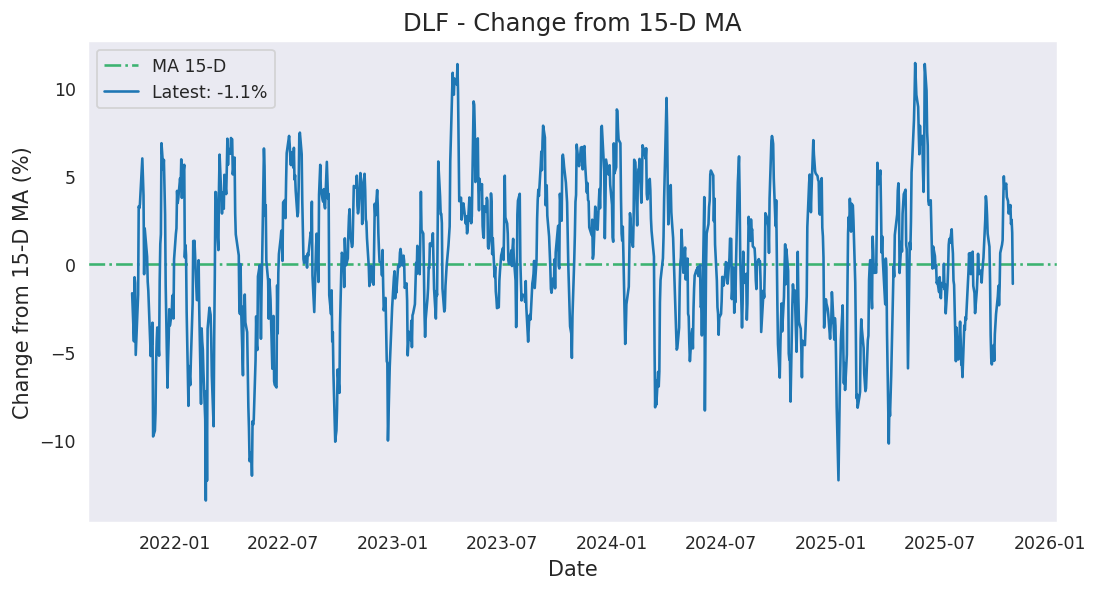 DLF - Change from 15-D MA
MA 15-D
Latest: -1.1%
Change from 15-D MA (%)
10
5
0
−5
−10
2022-01 2022-07 2023-01 2023-07 2024-01 2024-07 2025-01 2025-07 2026-01
Date